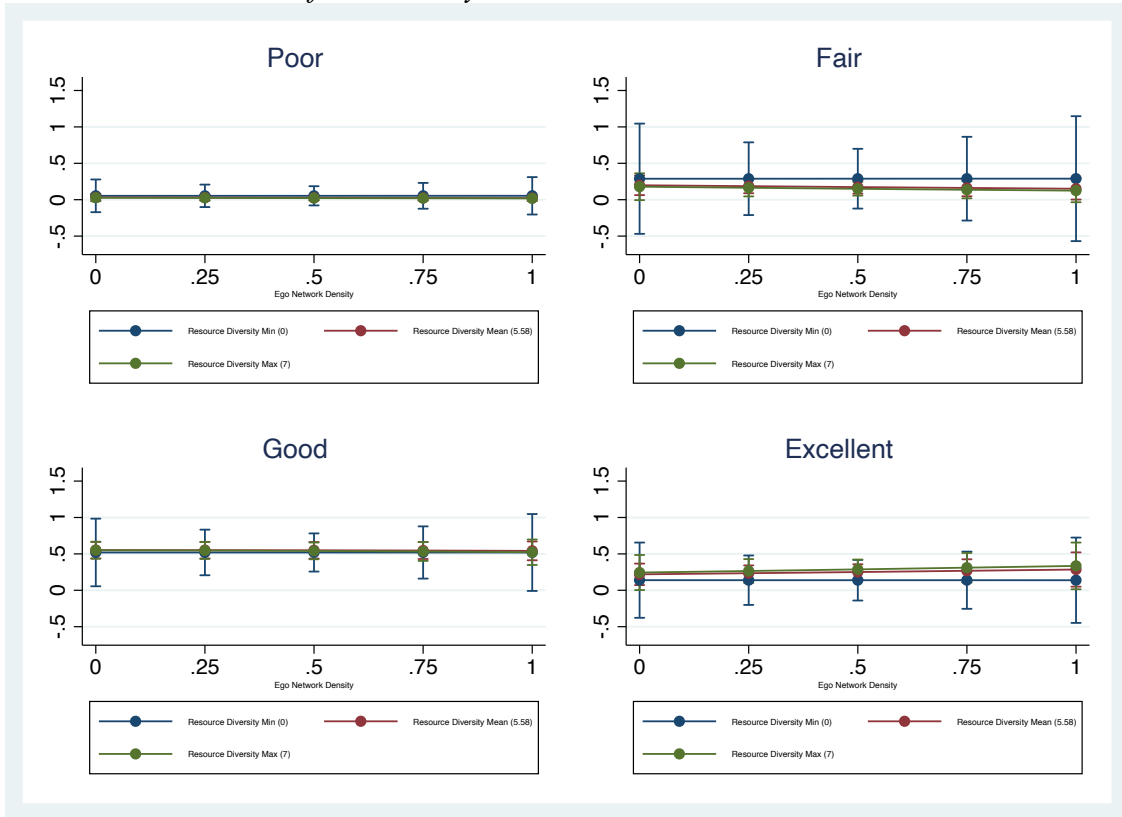 Poor
1.5
1
.5
0
-.5
0 .25 .5 .75 1
Ego Network Density
Resource Diversity Min (0) Resource Diversity Mean (5.58)
Resource Diversity Max (7)
Fair
1.5
1
.5
0
-.5
0 .25 .5 .75 1
Ego Network Density
Resource Diversity Min (0) Resource Diversity Mean (5.58)
Resource Diversity Max (7)
Good
1.5
1
.5
0
-.5
0 .25 .5 .75 1
Ego Network Density
Resource Diversity Min (0) Resource Diversity Mean (5.58)
Resource Diversity Max (7)
Excellent
1.5
1
.5
0
-.5
0 .25 .5 .75 1
Ego Network Density
Resource Diversity Min (0) Resource Diversity Mean (5.58)
Resource Diversity Max (7)